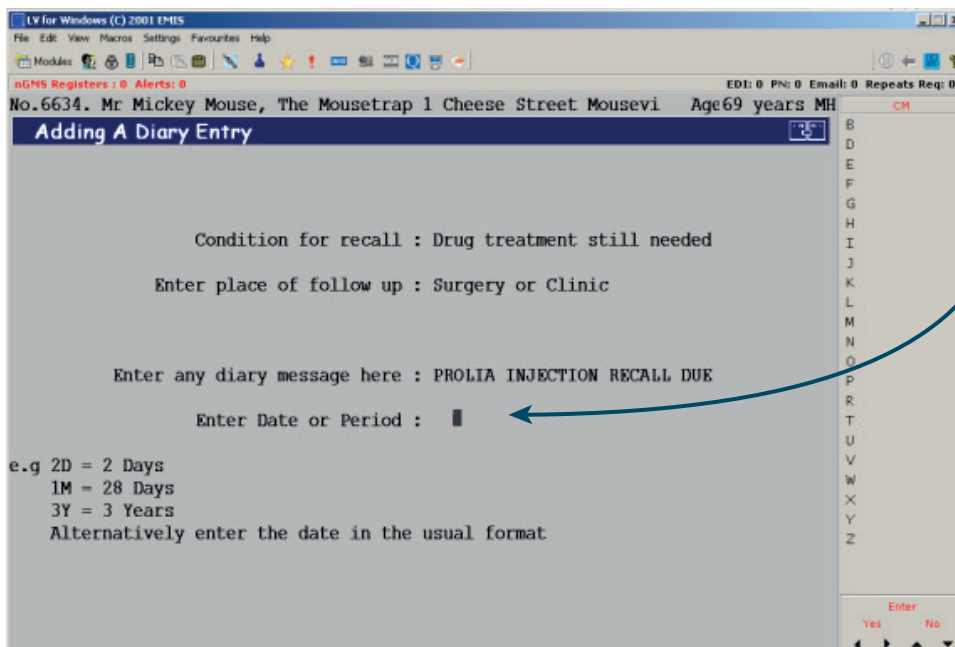 LV for Windows (C) 2001 EMIS
File Edit View Macros Settings Favourites Help
Modules
nGMS Registers : 0 Alerts: 0 EDI: 0 PN: 0 Email: 0 Repeats Req: 0
No.6634. Mr Mickey Mouse, The Mousetrap 1 Cheese Street Mousevi Age69 years MH
CM
Adding A Diary Entry
Condition for recall : Drug treatment still needed
Enter place of follow up : Surgery or Clinic
Enter any diary message here : PROLIA INJECTION RECALL DUE
Enter Date or Period :
e.g 2D = 2 Days
1M = 28 Days
3Y = 3 Years
Alternatively enter the date in the usual format
B
D
E
F
G
H
I
J
K
L
M
N
O
P
R
T
U
V
W
X
Y
Z
Enter
Yes No